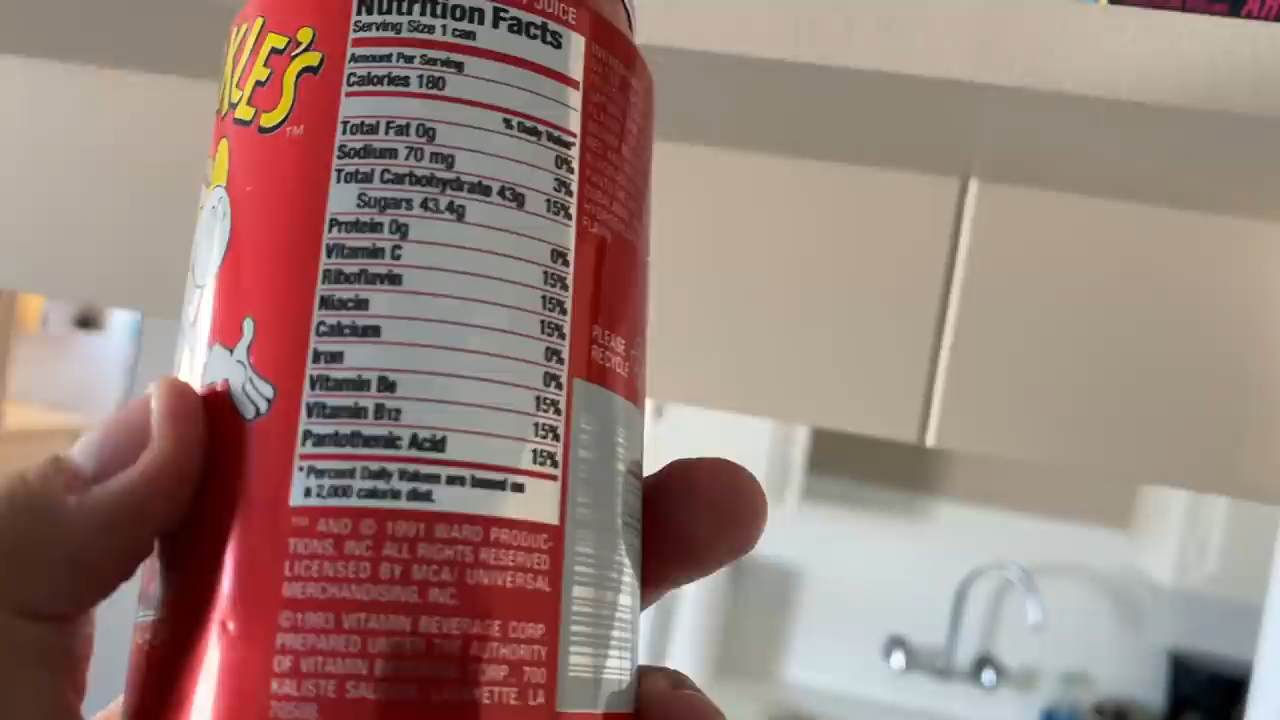 KLE'S
TM
JUICE
Nutrition Facts
Serving Size 1 can
Amount Per Serving
Calories 180
% Daily Value*
Total Fat 0g 0%
Sodium 70 mg 3%
Total Carbohydrate 43g 15%
Sugars 43.4g
Protein 0g 0%
Vitamin C 15%
Riboflavin 15%
Niacin 15%
Calcium 0%
Iron 0%
Vitamin B6 15%
Vitamin B12 15%
Pantothenic Acid 15%
*Percent Daily Values are based on
a 2,000 calorie diet.
™ AND © 1991 WARD PRODUC-
TIONS, INC. ALL RIGHTS RESERVED
LICENSED BY MCA/ UNIVERSAL
MERCHANDISING, INC.
©1993 VITAMIN BEVERAGE CORP.
PREPARED UNDER THE AUTHORITY
OF VITAMIN CORP. 700
KALISTE LA
PLEASE
RECYCLE